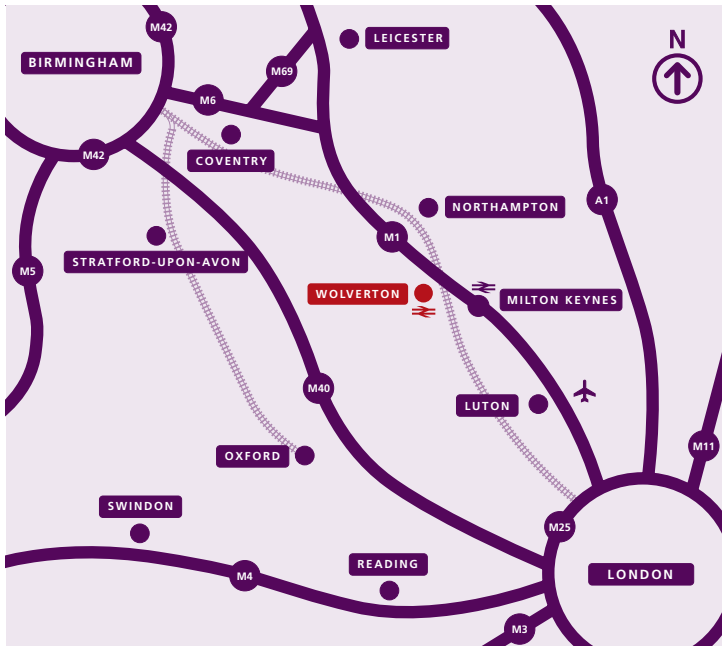 M42
N
LEICESTER
BIRMINGHAM
M69
M6
M42
COVENTRY
A1
NORTHAMPTON
M1
STRATFORD-UPON-AVON
M5
WOLVERTON
MILTON KEYNES
M40
LUTON
M11
OXFORD
SWINDON
M25
READING
M4
LONDON
M3